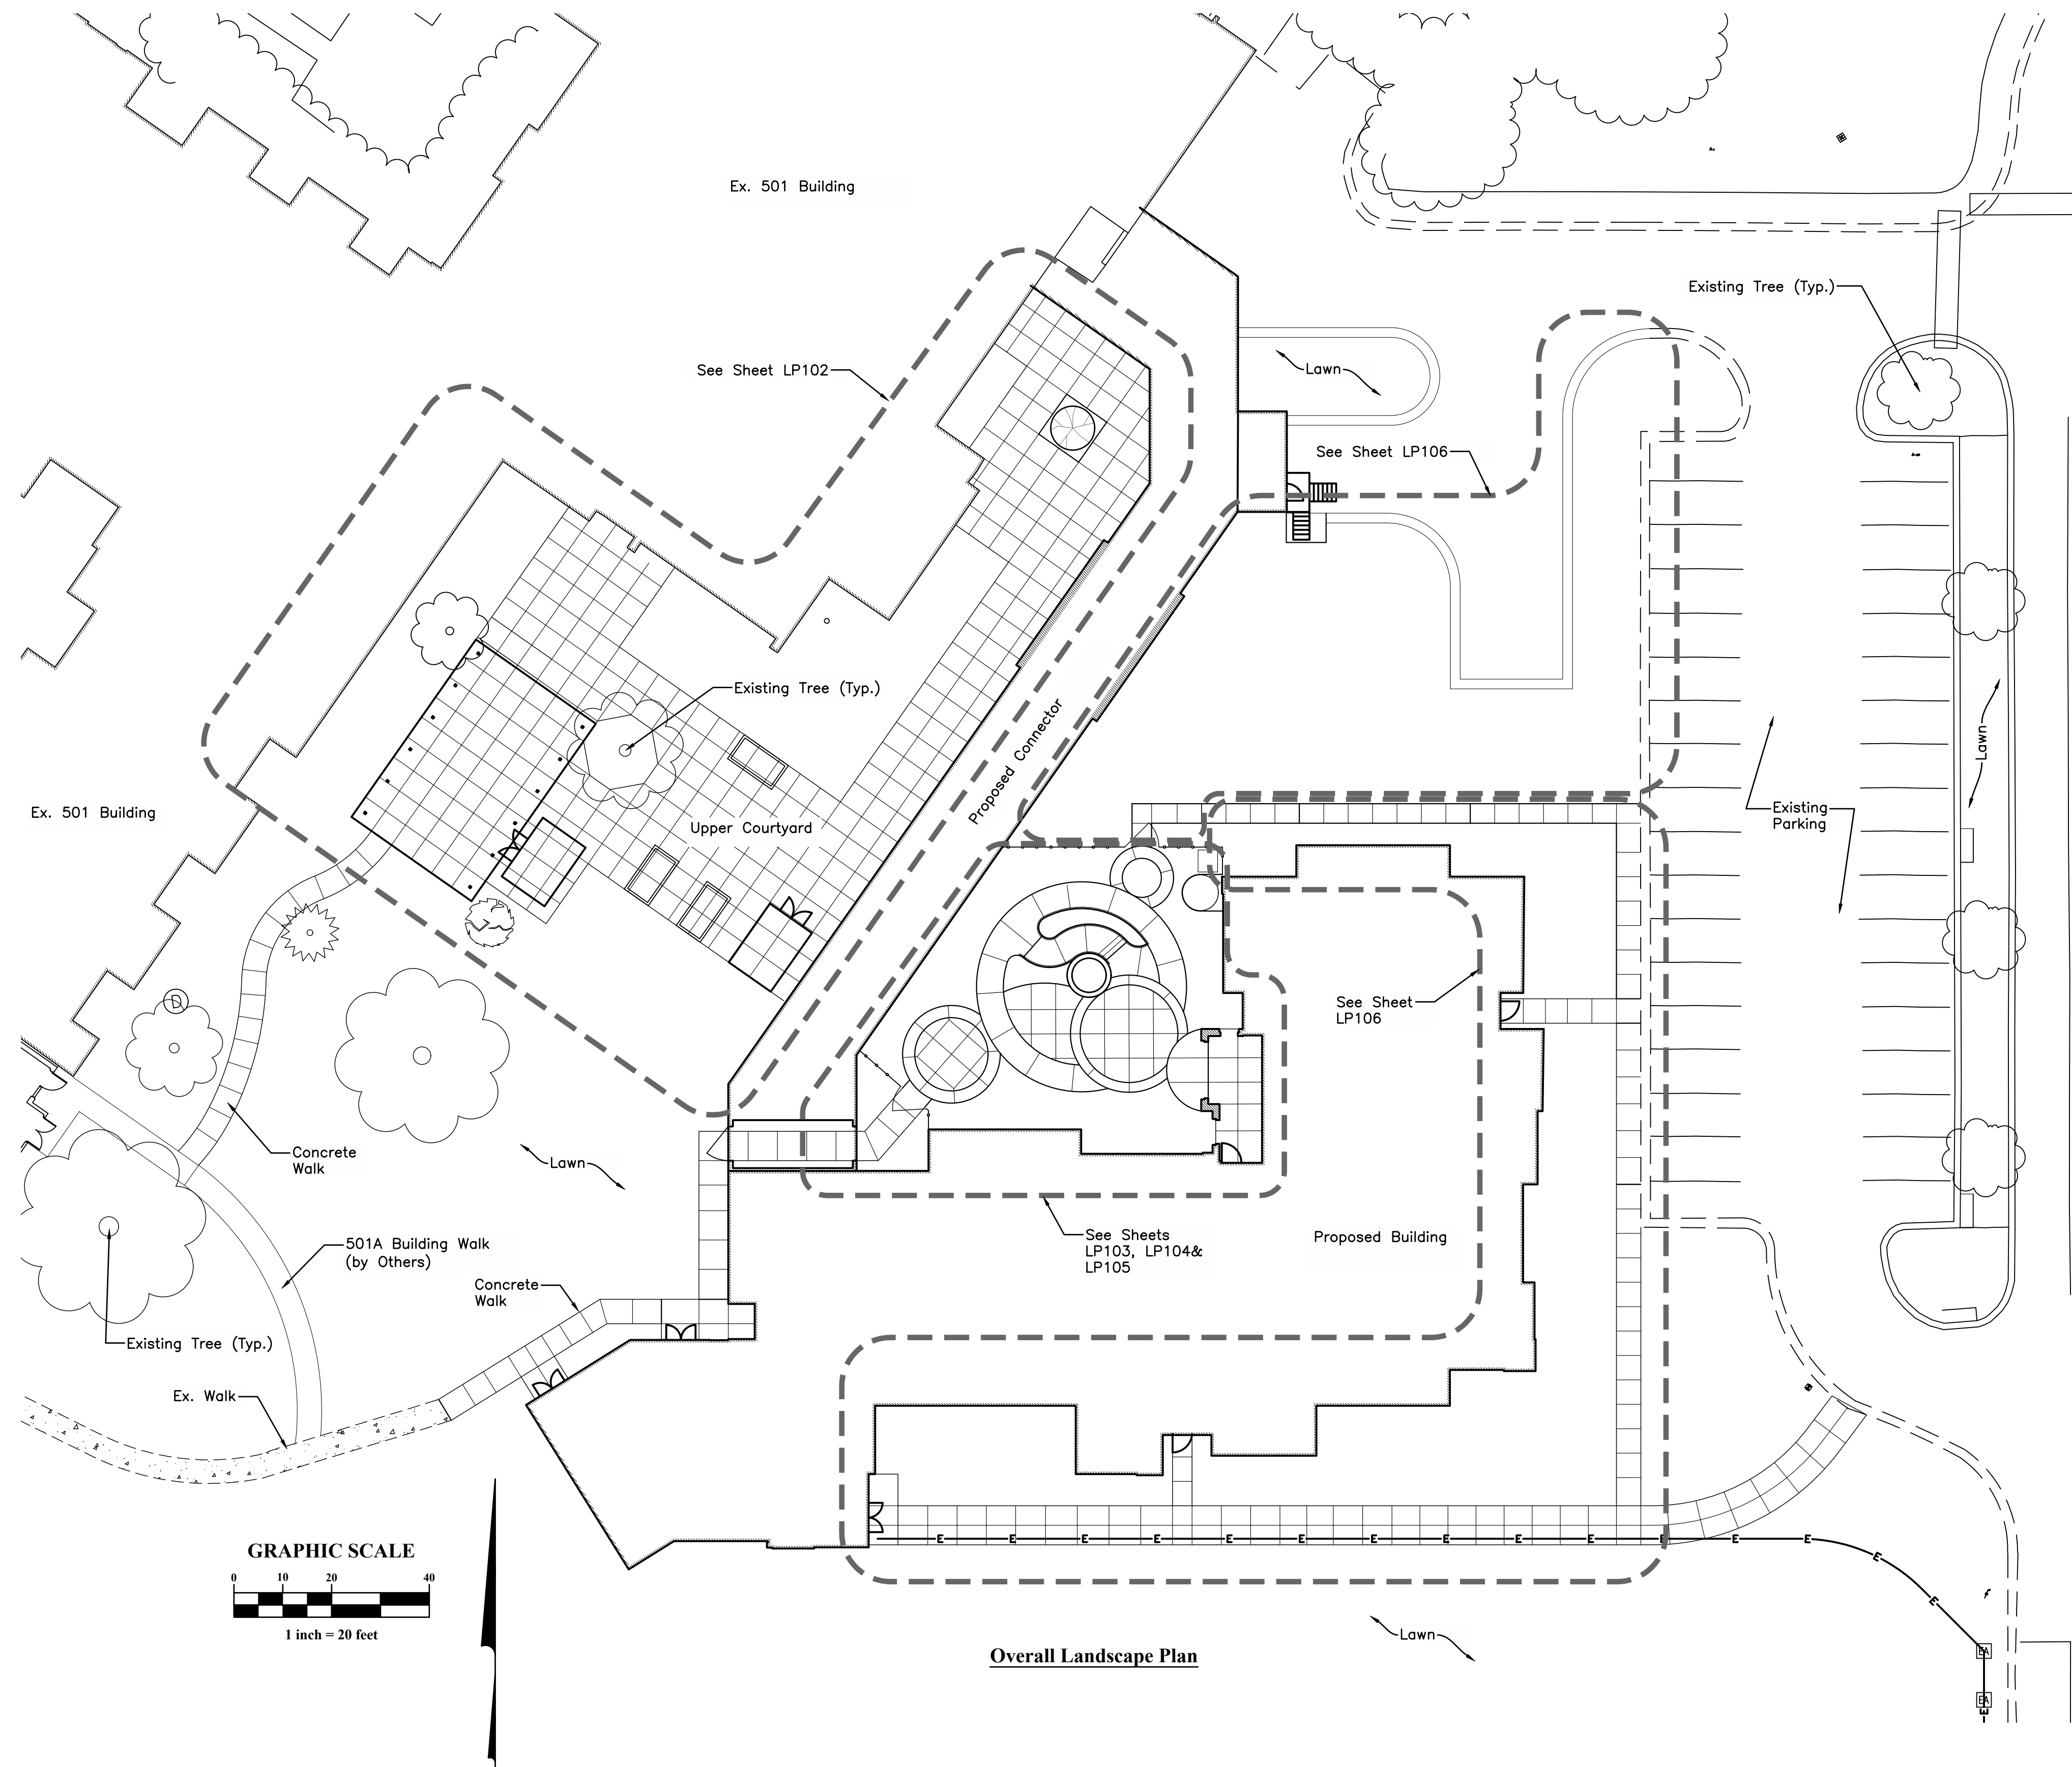 Ex. 501 Building
Existing Tree (Typ.)
See Sheet LP102
Lawn
See Sheet LP106
Existing Tree (Typ.)
Proposed Connector
Lawn
Ex. 501 Building
Upper Courtyard
Existing
Parking
See Sheet
LP106
D
Concrete
Walk
Lawn
See Sheets
LP103, LP104&
LP105
Proposed Building
501A Building Walk
(by Others)
Concrete
Walk
Existing Tree (Typ.)
Ex. Walk
E E E E E E E E E E E E E E E
EA
EA
E
GRAPHIC SCALE
0 10 20 40
1 inch = 20 feet
Lawn
Overall Landscape Plan